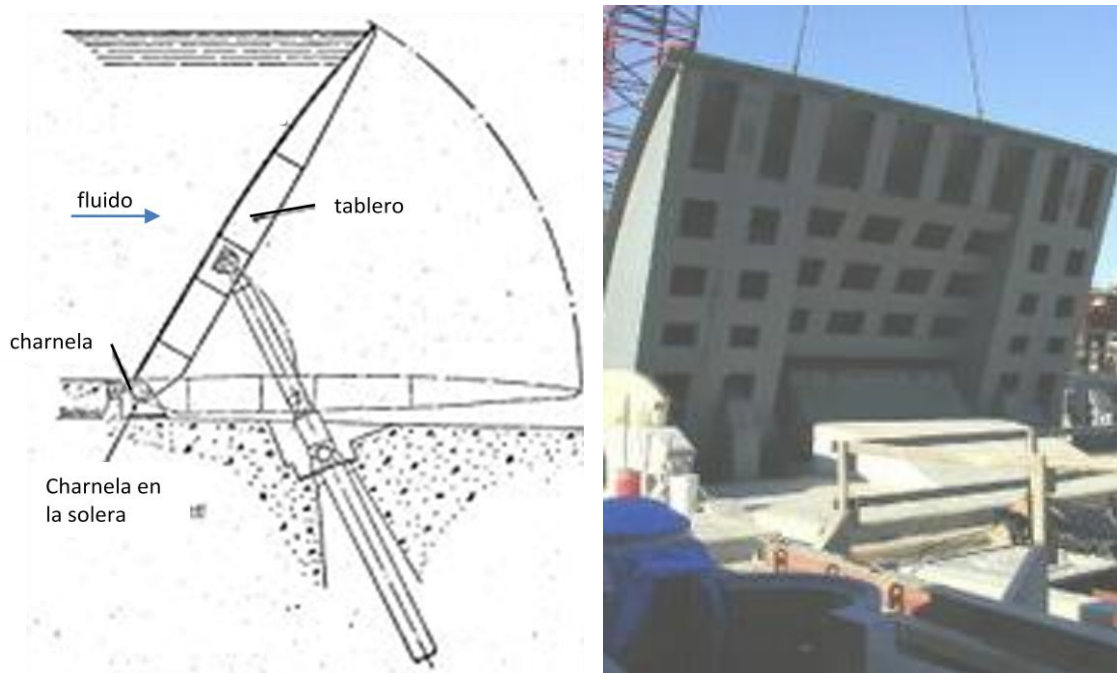 fluido
tablero
charnela
Charnela en
la solera